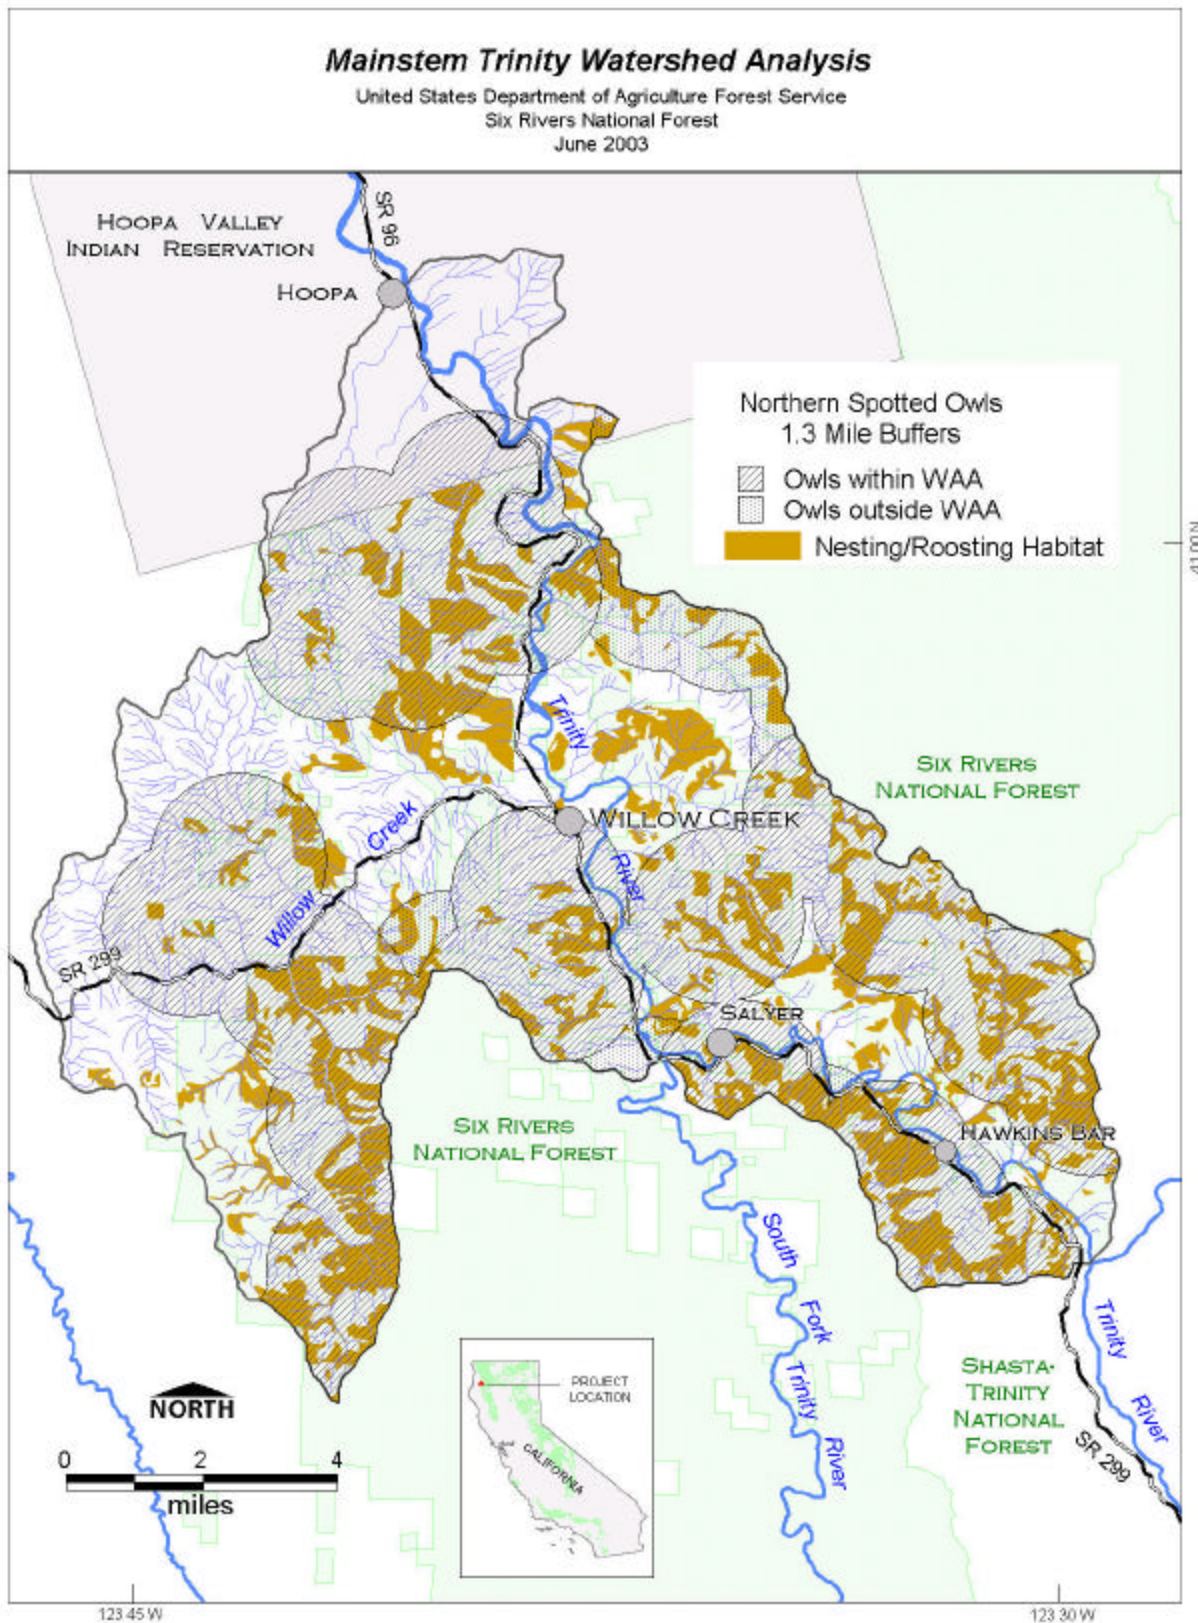 Mainstem Trinity Watershed Analysis
United States Department of Agriculture Forest Service
Six Rivers National Forest
June 2003
HOOPA VALLEY
INDIAN RESERVATION
SR 96
HOOPA
Northern Spotted Owls
1.3 Mile Buffers
Owls within WAA
Owls outside WAA
Nesting/Roosting Habitat
41 00 N
Trinity
SIX RIVERS
NATIONAL FOREST
WILLOW CREEK
Creek
River
Willow
SR 299
SALYER
SIX RIVERS
NATIONAL FOREST
HAWKINS BAR
South
Fork
Trinity
River
Trinity
River
SHASTA-
TRINITY
NATIONAL
FOREST
SR 299
PROJECT
LOCATION
CALIFORNIA
NORTH
0 2 4
miles
123 45 W
123 30 W